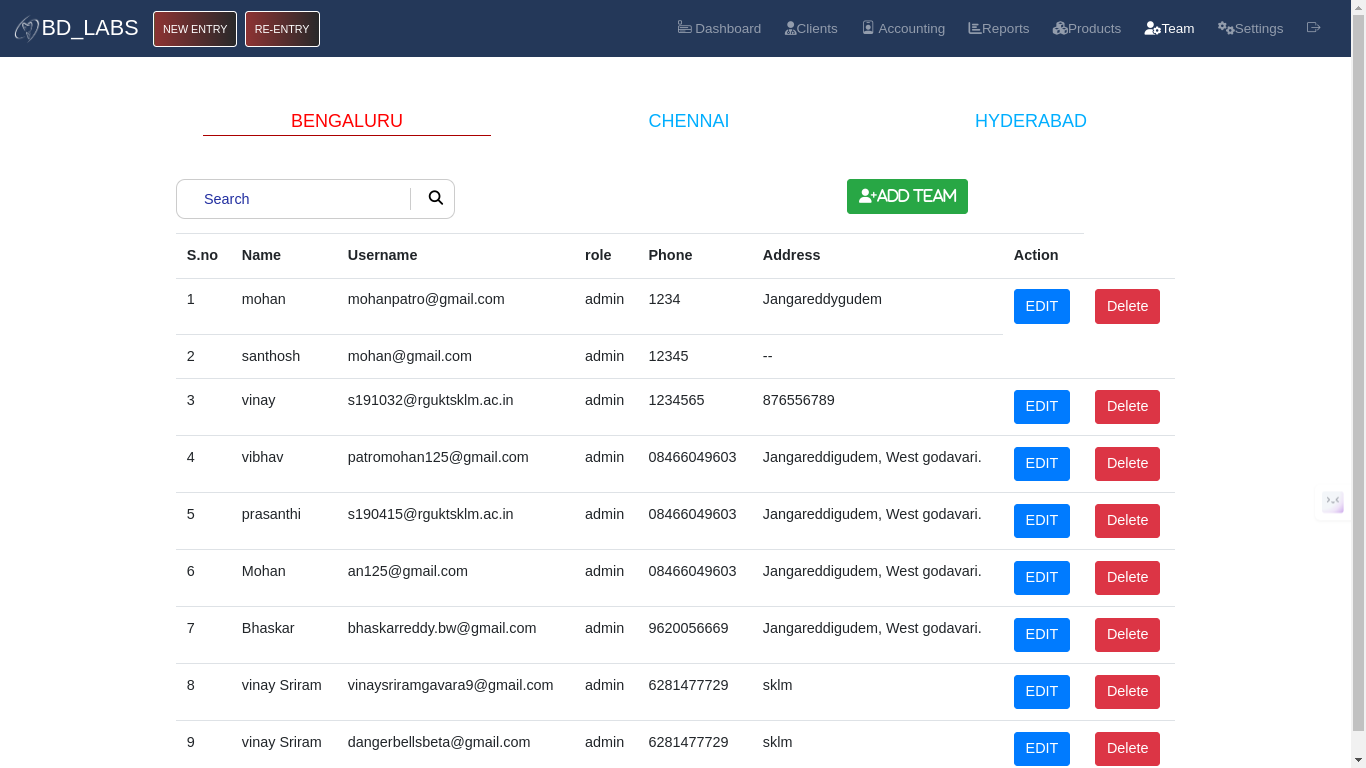 BD_LABS NEW ENTRY RE-ENTRY Dashboard Clients Accounting Reports Products Team Settings
BENGALURU CHENNAI HYDERABAD
Search ADD TEAM
S.no Name Username role Phone Address Action
1 mohan mohanpatro@gmail.com admin 1234 Jangareddygudem EDIT Delete
2 santhosh mohan@gmail.com admin 12345 --
3 vinay s191032@rguktsklm.ac.in admin 1234565 876556789 EDIT Delete
4 vibhav patromohan125@gmail.com admin 08466049603 Jangareddigudem, West godavari. EDIT Delete
5 prasanthi s190415@rguktsklm.ac.in admin 08466049603 Jangareddigudem, West godavari. EDIT Delete
6 Mohan an125@gmail.com admin 08466049603 Jangareddigudem, West godavari. EDIT Delete
7 Bhaskar bhaskarreddy.bw@gmail.com admin 9620056669 Jangareddigudem, West godavari. EDIT Delete
8 vinay Sriram vinaysriramgavara9@gmail.com admin 6281477729 sklm EDIT Delete
9 vinay Sriram dangerbellsbeta@gmail.com admin 6281477729 sklm EDIT Delete